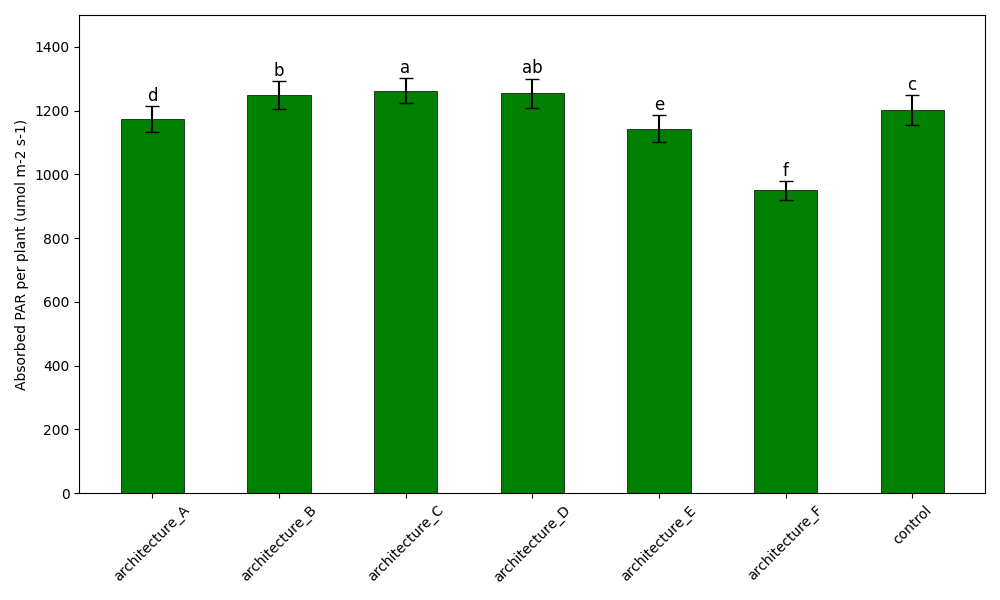 Absorbed PAR per plant (umol m-2 s-1)
1400
1200
1000
800
600
400
200
0
d
b
a
ab
e
f
c
architecture_A
architecture_B
architecture_C
architecture_D
architecture_E
architecture_F
control